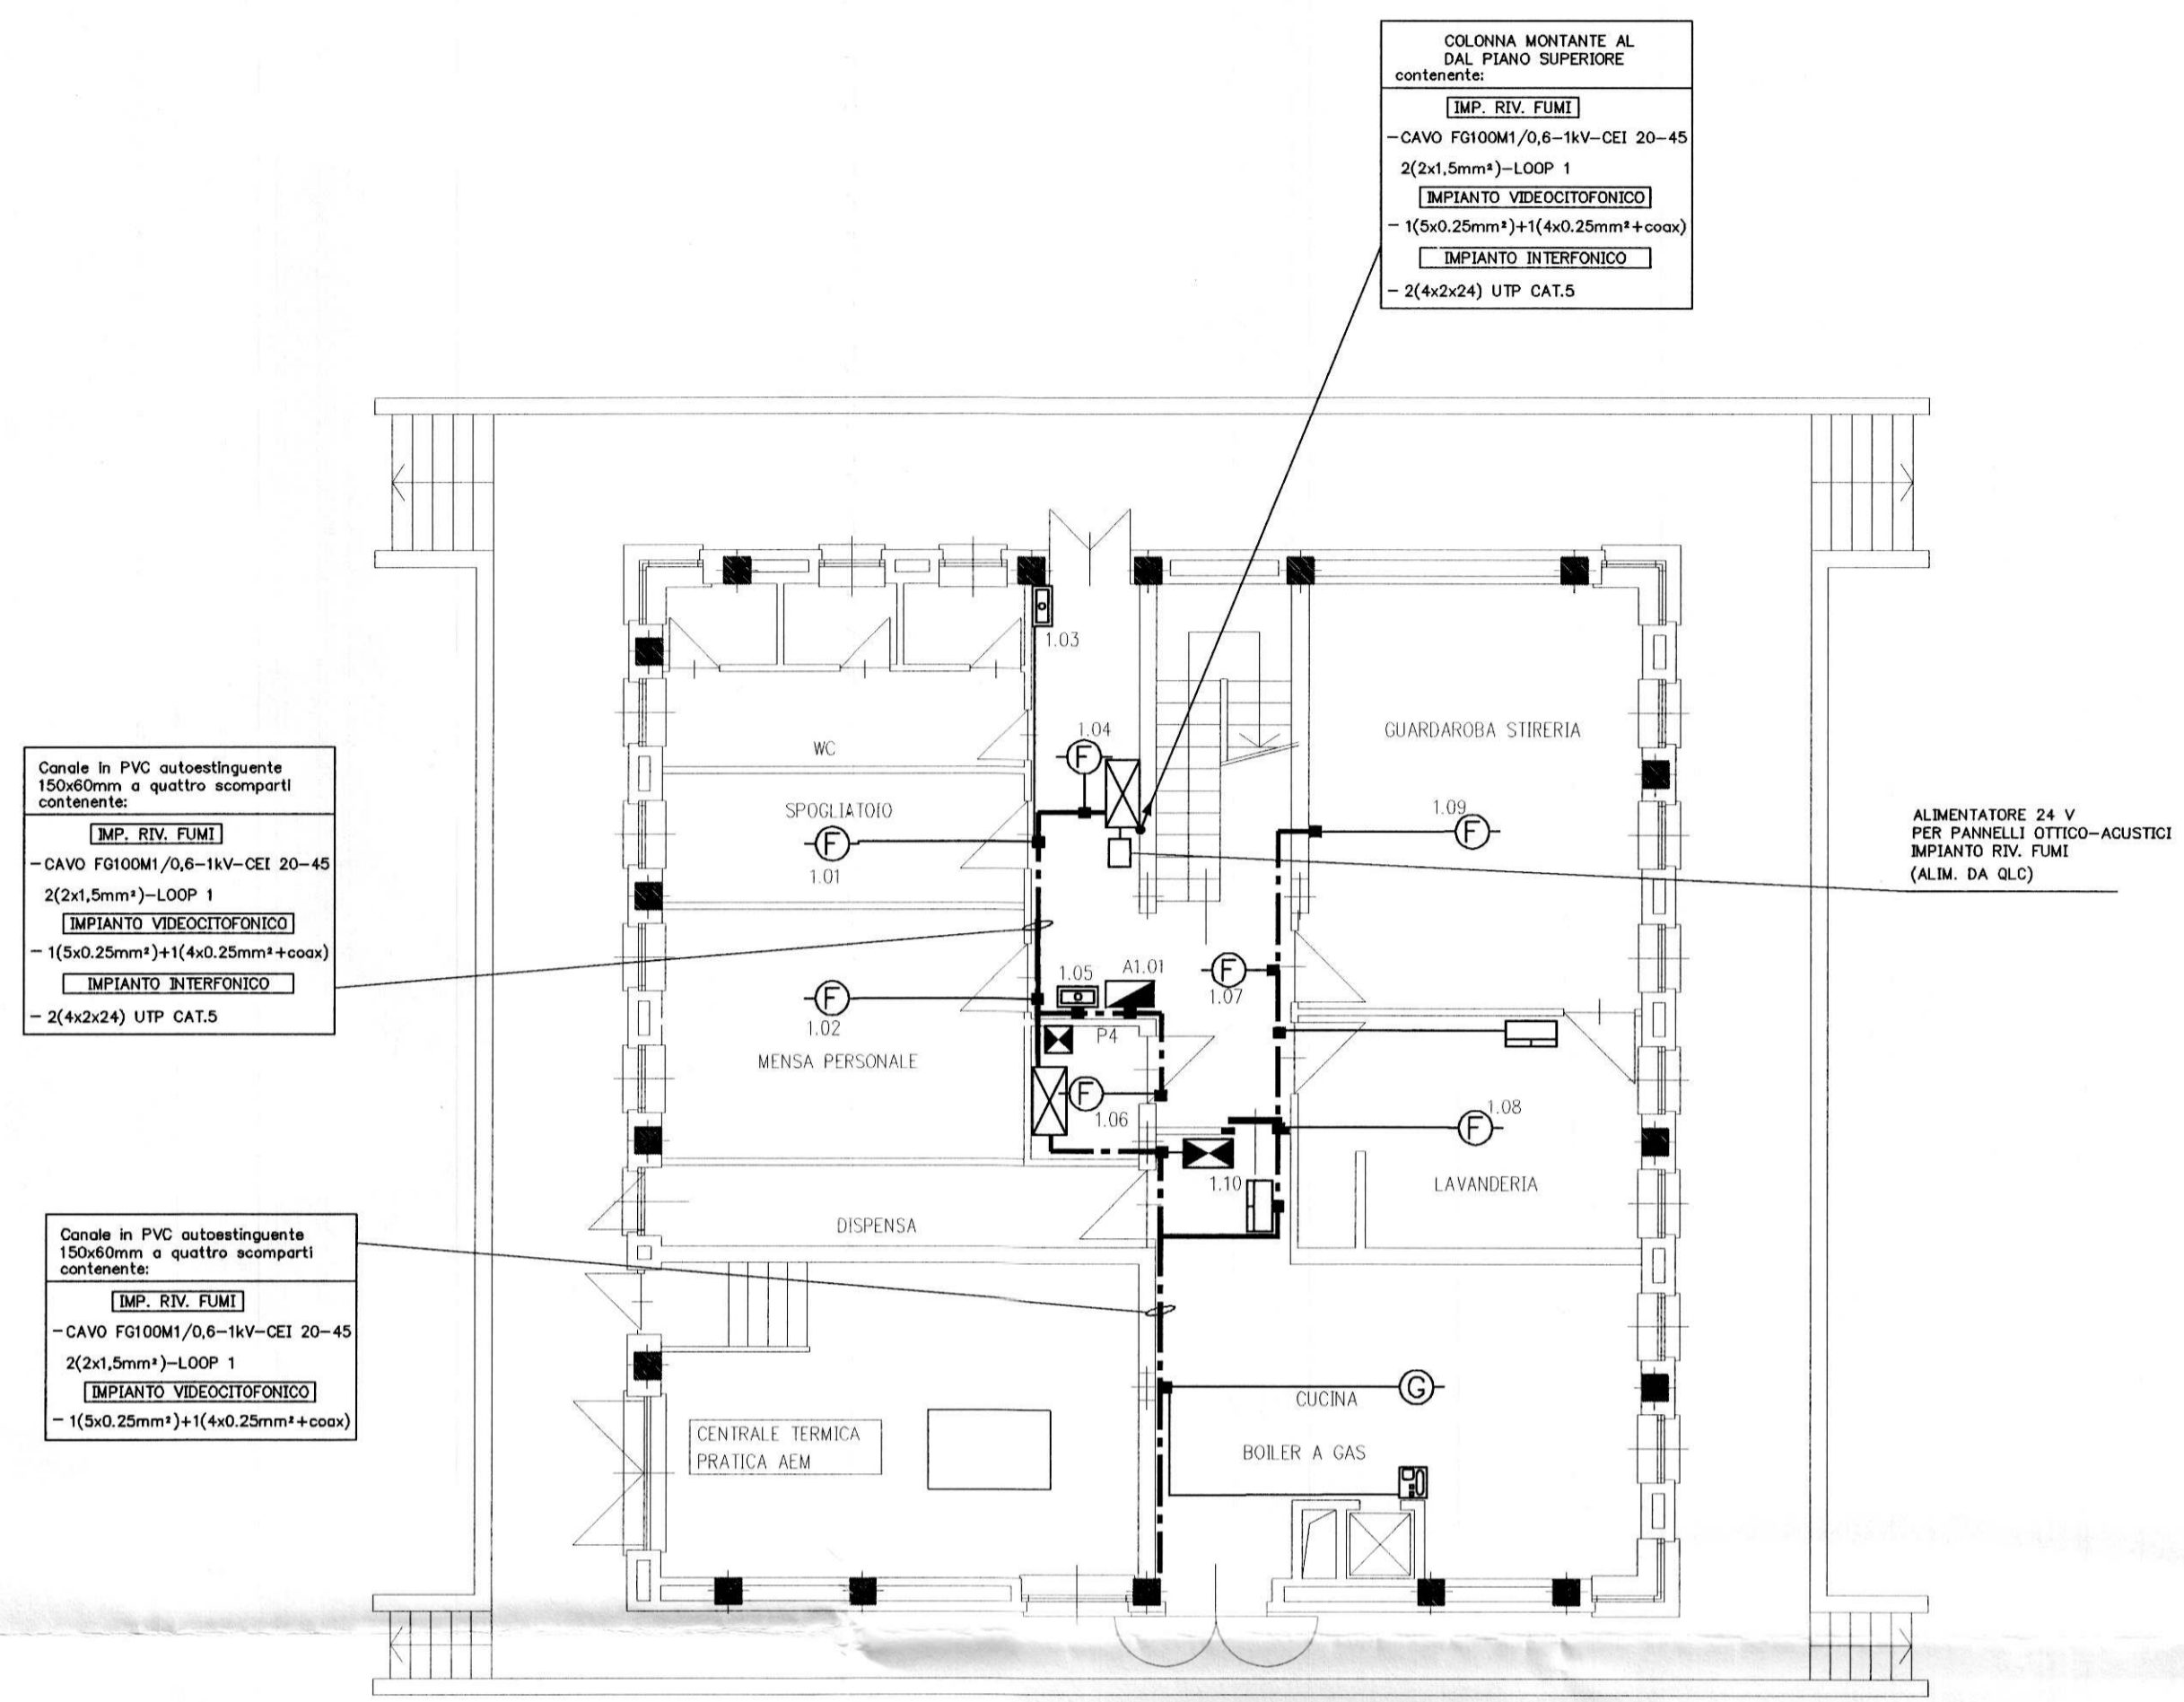 COLONNA MONTANTE AL
DAL PIANO SUPERIORE
contenente:
IMP. RIV. FUMI
-CAVO FG100M1/0,6-1kV-CEI 20-45
2(2x1,5mm²)-LOOP 1
IMPIANTO VIDEOCITOFONICO
- 1(5x0.25mm²)+1(4x0.25mm²+coax)
IMPIANTO INTERFONICO
- 2(4x2x24) UTP CAT.5
1.03
1.04
WC
GUARDAROBA STIRERIA
Canale in PVC autoestinguente
150x60mm a quattro scomparti
contenente:
IMP. RIV. FUMI
-CAVO FG100M1/0,6-1kV-CEI 20-45
2(2x1,5mm²)-LOOP 1
IMPIANTO VIDEOCITOFONICO
- 1(5x0.25mm²)+1(4x0.25mm²+coax)
IMPIANTO INTERFONICO
- 2(4x2x24) UTP CAT.5
F
SPOGLIATOIO
F
1.01
1.09
F
ALIMENTATORE 24 V
PER PANNELLI OTTICO-ACUSTICI
IMPIANTO RIV. FUMI
(ALIM. DA QLC)
1.05
A1.01
F
1.07
F
1.02
P4
MENSA PERSONALE
F
1.06
1.08
F
1.10
LAVANDERIA
DISPENSA
Canale in PVC autoestinguente
150x60mm a quattro scomparti
contenente:
IMP. RIV. FUMI
-CAVO FG100M1/0,6-1kV-CEI 20-45
2(2x1,5mm²)-LOOP 1
IMPIANTO VIDEOCITOFONICO
- 1(5x0.25mm²)+1(4x0.25mm²+coax)
G
CUCINA
CENTRALE TERMICA
PRATICA AEM
BOILER A GAS